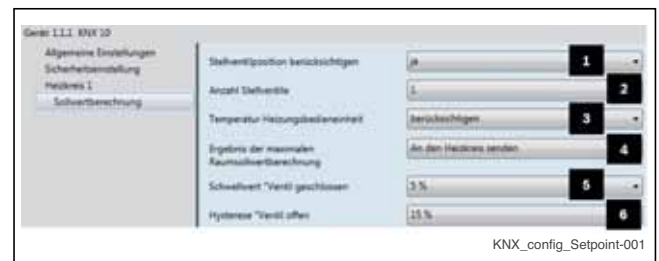 Gerät 1.1.1 KNX 10
Allgemeine Einstellungen
Sicherheitseinstellung
Heizkreis 1
Sollwertberechnung
Stellventilposition berücksichtigen
ja
1
Anzahl Stellventile
1
2
Temperatur Heizungsbedieneinheit
berücksichtigen
3
Ergebnis der maximalen
Raumsollwertberechnung
An den Heizkreis senden
4
Schwellwert "Ventil geschlossen
5 %
5
Hysterese "Ventil offen
15 %
6
KNX_config_Setpoint-001